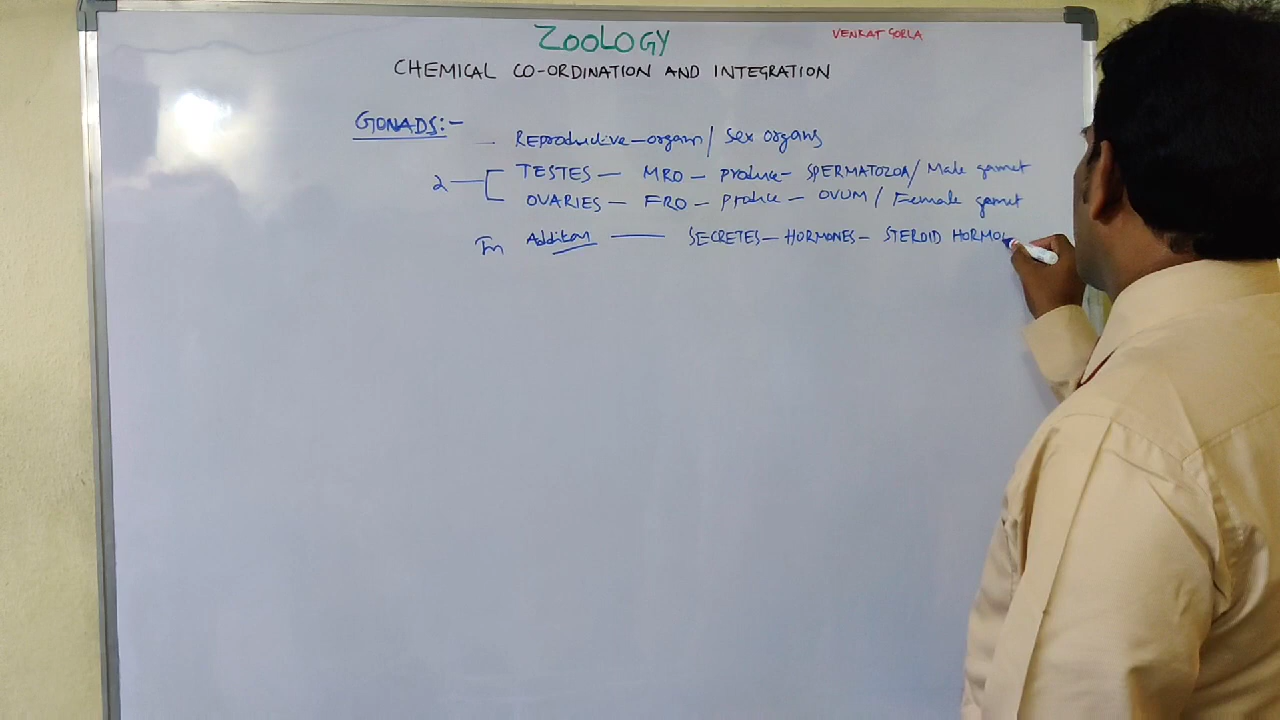 ZOOLOGY
VENKAT GORLA
CHEMICAL CO-ORDINATION AND INTEGRATION
GONADS:-
Reproductive-organs/ Sex organs
2 TESTES — MRO — produce- SPERMATOZOA/ Male gamet
OVARIES — FRO — produce — OVUM / Female gamet
In Addition — SECRETES — HORMONES — STEROID HORMO